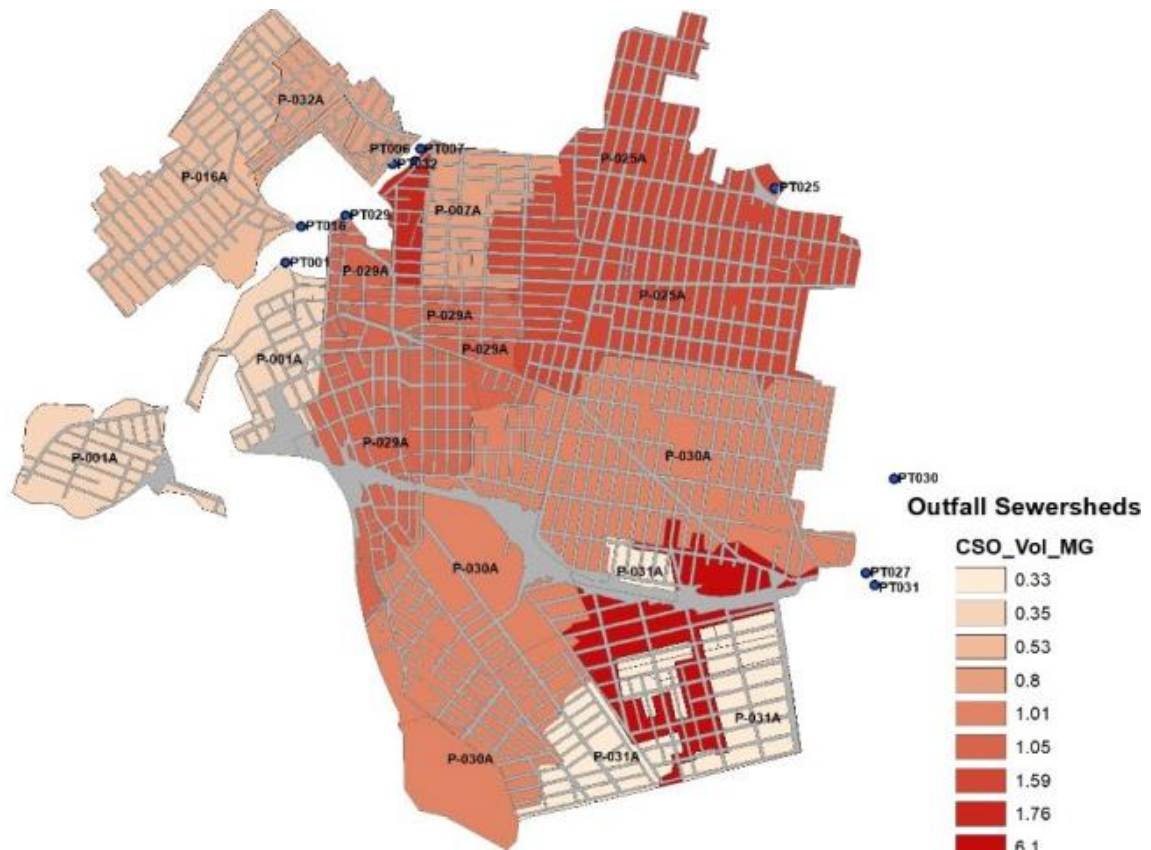 P-032A
PT006
PT007
PT032
P-025A
P-016A
PT025
P-007A
PT029
PT016
PT001
P-029A
P-025A
P-029A
P-029A
P-001A
P-029A
P-001A
P-030A
PT030
Outfall Sewersheds
CSO_Vol_MG
0.33
0.35
0.53
0.8
1.01
1.05
1.59
1.76
6.1
P-030A
P-031A
PT027
PT031
P-031A
P-030A
P-031A